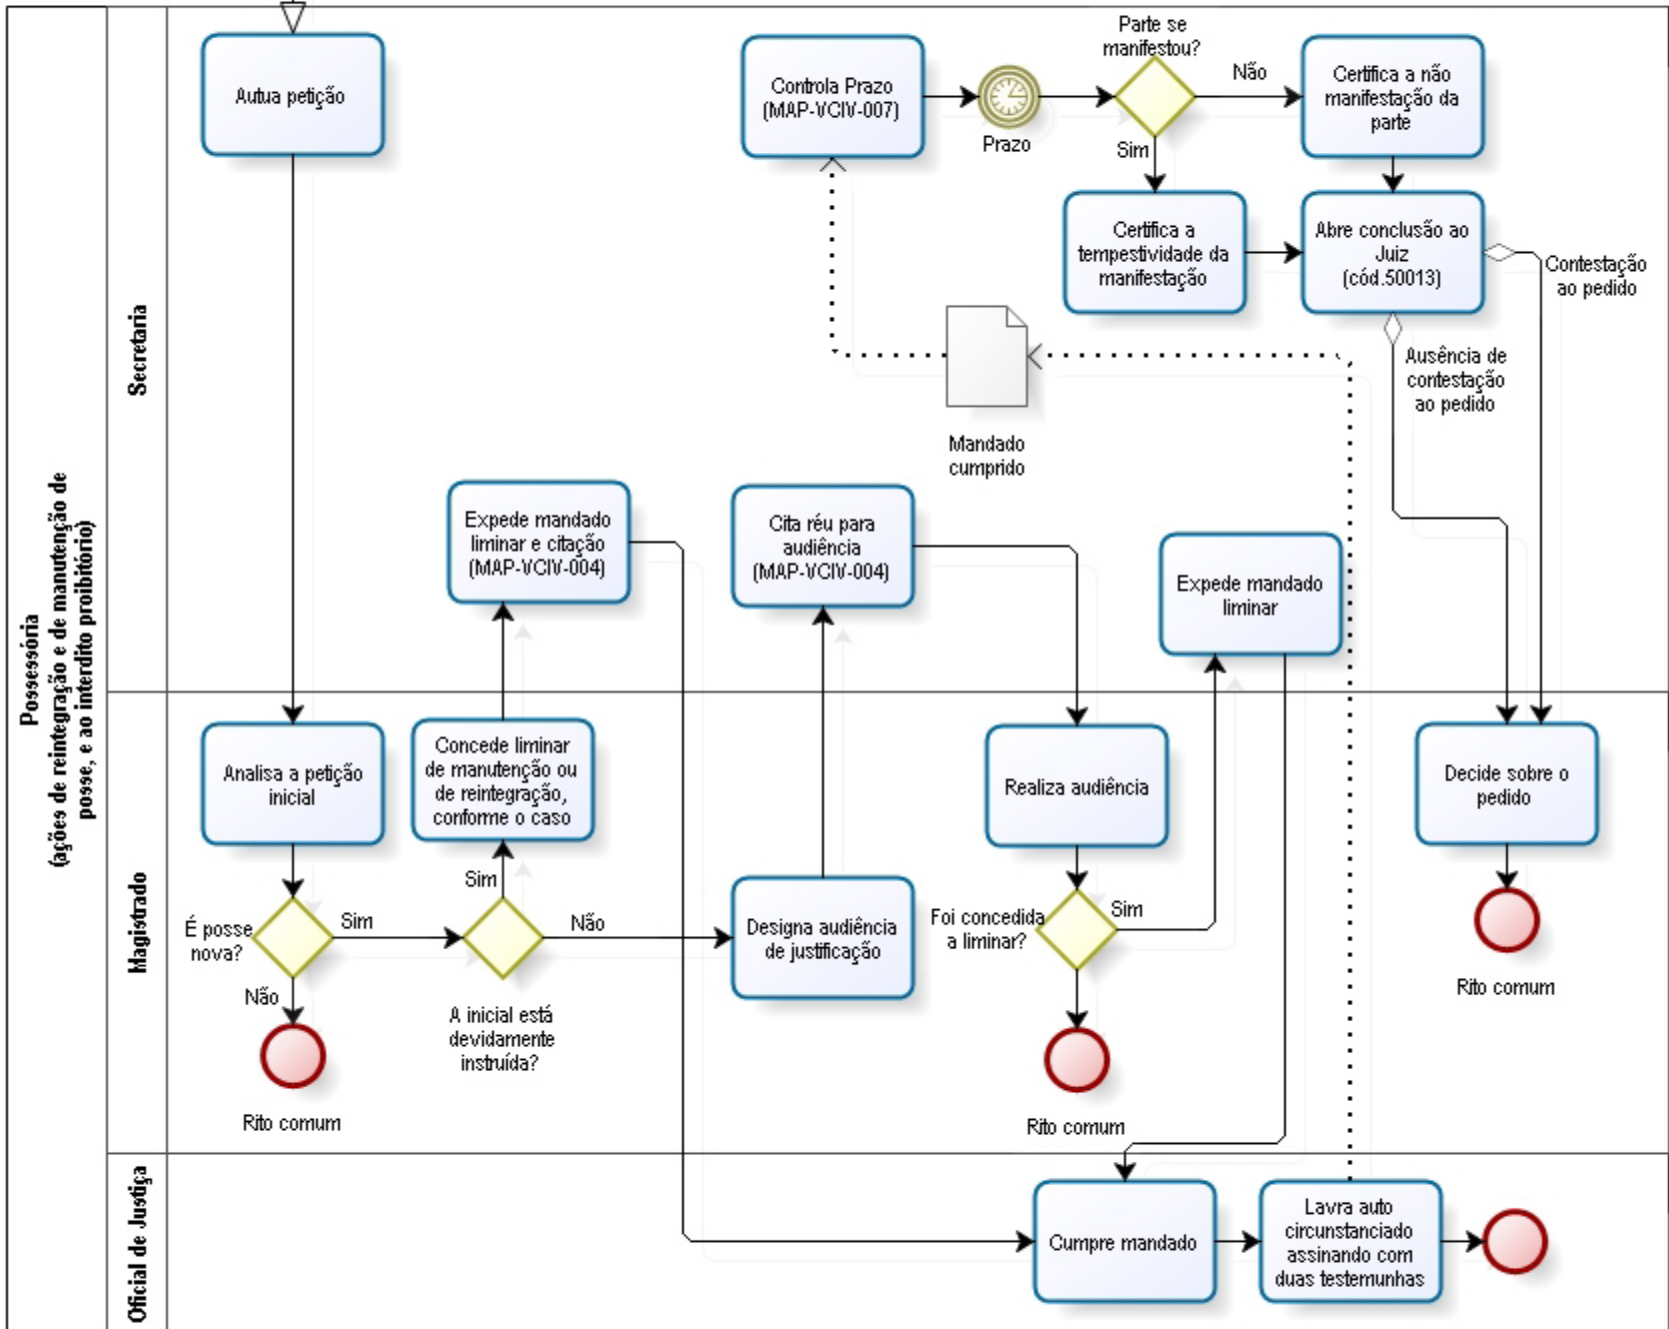 Possessória
(ações de reintegração e de manutenção de
posse, e ao interdito proibitório)
Secretaria
Autua petição
Controla Prazo
(MAP-VCIV-007)
Prazo
Parte se
manifestou?
Não
Sim
Certifica a não
manifestação da
parte
Certifica a
tempestividade da
manifestação
Abre conclusão ao
Juiz
(cód.50013)
Contestação
ao pedido
Ausência de
contestação
ao pedido
Mandado
cumprido
Expede mandado
liminar e citação
(MAP-VCIV-004)
Cita réu para
audiência
(MAP-VCIV-004)
Expede mandado
liminar
Magistrado
Analisa a petição
inicial
Concede liminar
de manutenção ou
de reintegração,
conforme o caso
Realiza audiência
Decide sobre o
pedido
É posse
nova?
Sim
Não
Sim
Não
A inicial está
devidamente
instruída?
Designa audiência
de justificação
Foi concedida
a liminar?
Sim
Rito comum
Rito comum
Rito comum
Oficial de Justiça
Cumpre mandado
Lavra auto
circunstanciado
assinando com
duas testemunhas